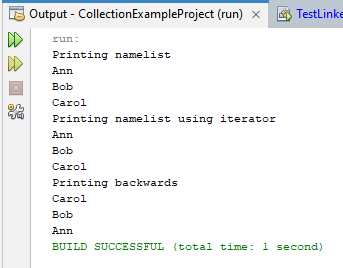 Output - CollectionExampleProject (run) × TestLinke
run:
Printing namelist
Ann
Bob
Carol
Printing namelist using iterator
Ann
Bob
Carol
Printing backwards
Carol
Bob
Ann
BUILD SUCCESSFUL (total time: 1 second)